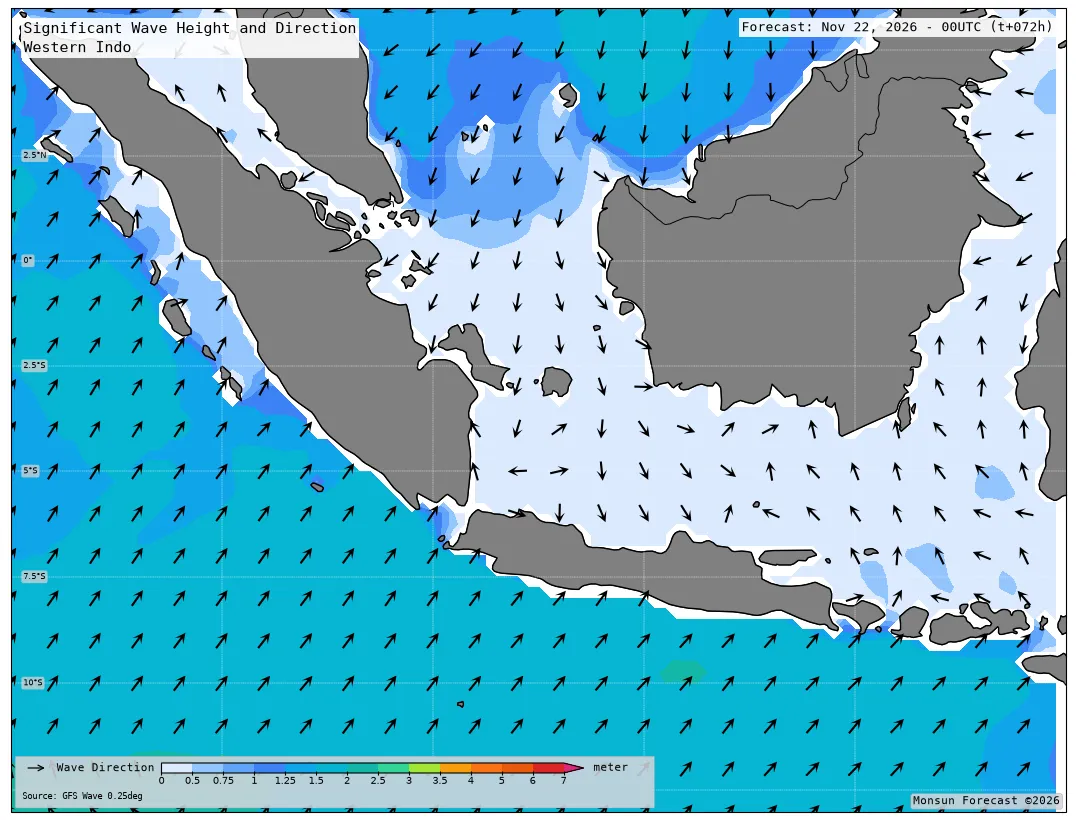 Significant Wave Height and Direction
Western Indo
Forecast: Nov 22, 2026 - 00UTC (t+072h)
2.5°N
0°
2.5°S
5°S
7.5°S
10°S
Wave Direction
meter
0 0.5 0.75 1 1.25 1.5 2 2.5 3 3.5 4 5 6 7
Source: GFS Wave 0.25deg
Monsun Forecast ©2026